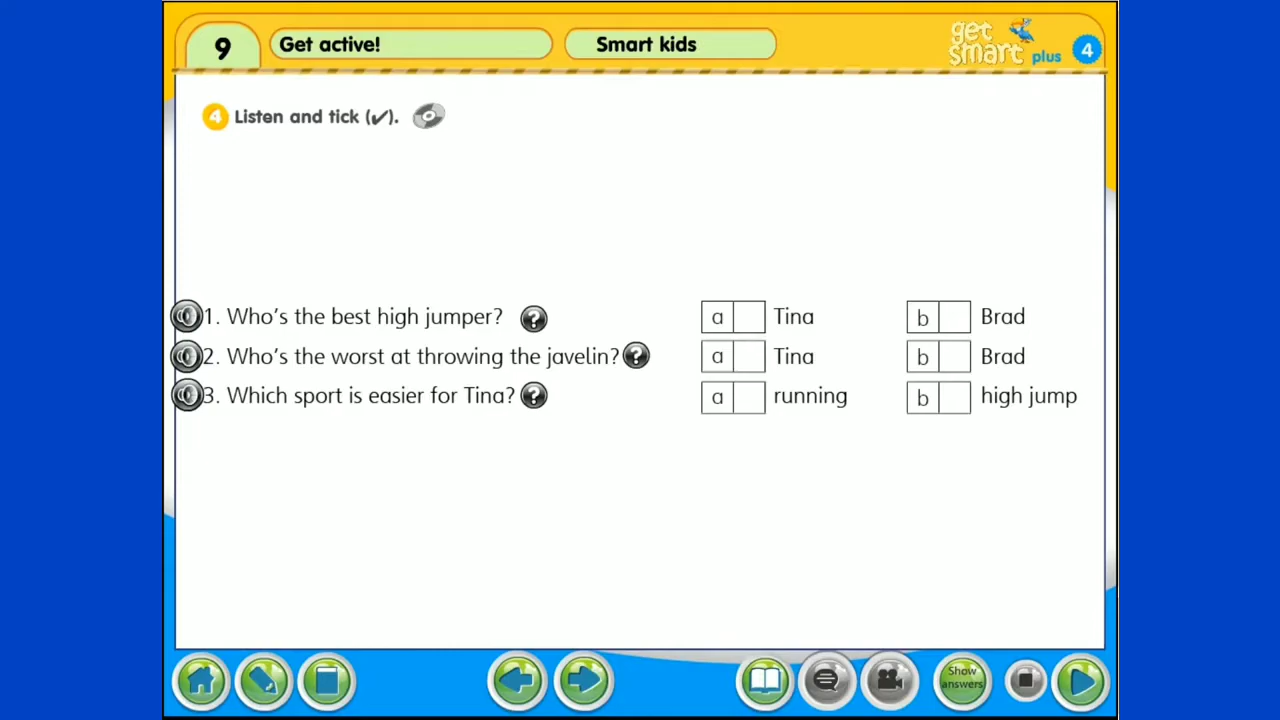 9 Get active! Smart kids get smart plus 4
4 Listen and tick (✔).
1. Who's the best high jumper? ? a Tina b Brad
2. Who's the worst at throwing the javelin? ? a Tina b Brad
3. Which sport is easier for Tina? ? a running b high jump
Show answers